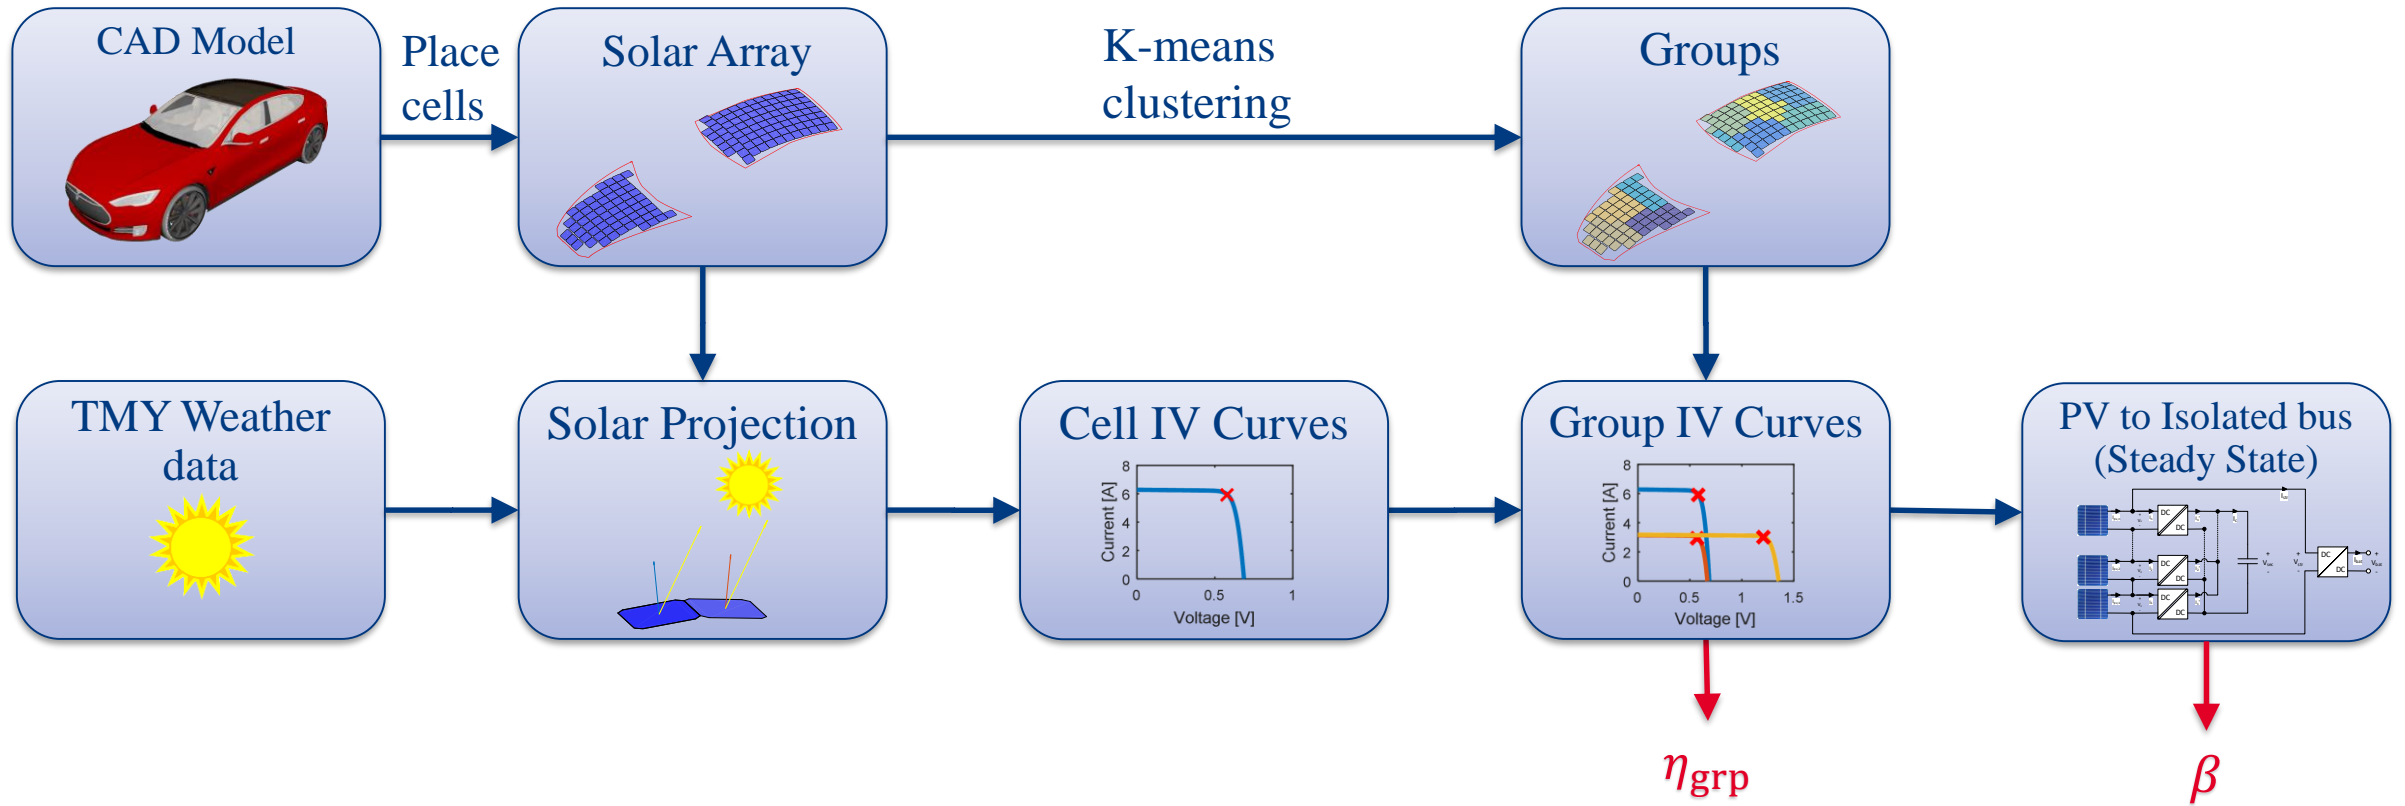 CAD Model
Place
cells
Solar Array
K-means
clustering
Groups
TMY Weather
data
Solar Projection
Cell IV Curves
8
6
4
2
0
Current [A]
0 0.5 1
Voltage [V]
Group IV Curves
8
6
4
2
0
Current [A]
0 0.5 1 1.5
Voltage [V]
PV to Isolated bus
(Steady State)
DC
DC
DC
DC
DC
DC
DC
DC
η_grp
β